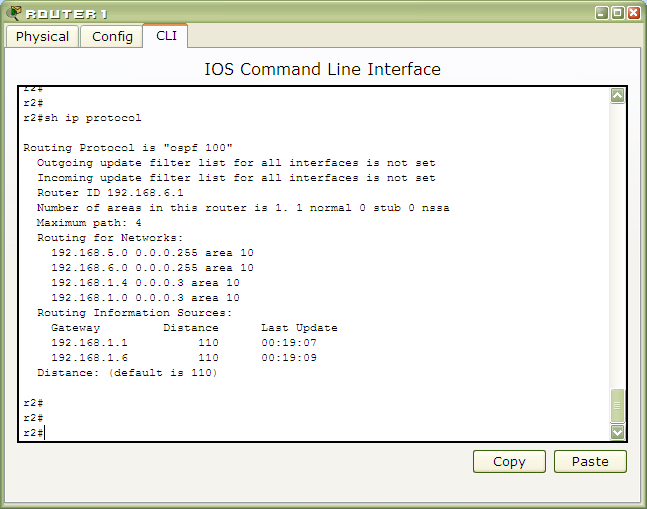 ROUTER1
Physical Config CLI
IOS Command Line Interface
r2#
r2#
r2#sh ip protocol
Routing Protocol is "ospf 100"
Outgoing update filter list for all interfaces is not set
Incoming update filter list for all interfaces is not set
Router ID 192.168.6.1
Number of areas in this router is 1. 1 normal 0 stub 0 nssa
Maximum path: 4
Routing for Networks:
192.168.5.0 0.0.0.255 area 10
192.168.6.0 0.0.0.255 area 10
192.168.1.4 0.0.0.3 area 10
192.168.1.0 0.0.0.3 area 10
Routing Information Sources:
Gateway Distance Last Update
192.168.1.1 110 00:19:07
192.168.1.6 110 00:19:09
Distance: (default is 110)
r2#
r2#
r2#
Copy Paste